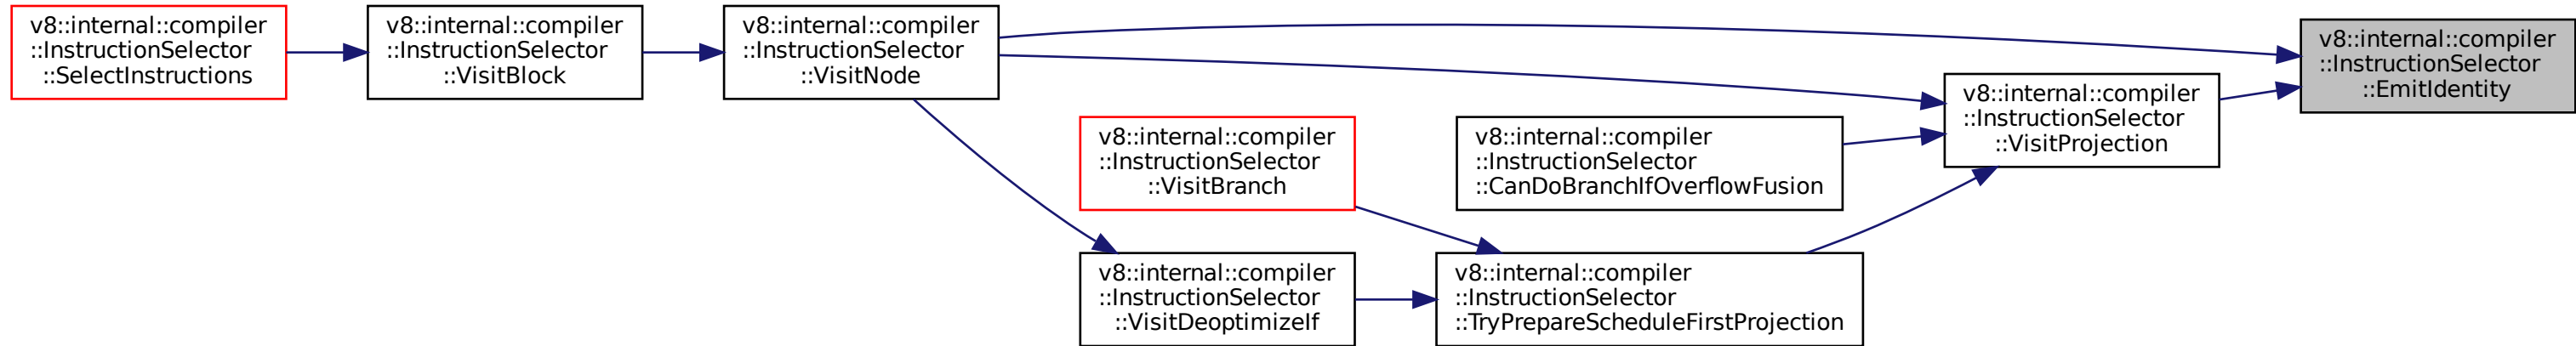 v8::internal::compiler
::InstructionSelector
::SelectInstructions
v8::internal::compiler
::InstructionSelector
::VisitBlock
v8::internal::compiler
::InstructionSelector
::VisitNode
v8::internal::compiler
::InstructionSelector
::EmitIdentity
v8::internal::compiler
::InstructionSelector
::VisitProjection
v8::internal::compiler
::InstructionSelector
::VisitBranch
v8::internal::compiler
::InstructionSelector
::CanDoBranchIfOverflowFusion
v8::internal::compiler
::InstructionSelector
::VisitDeoptimizeIf
v8::internal::compiler
::InstructionSelector
::TryPrepareScheduleFirstProjection